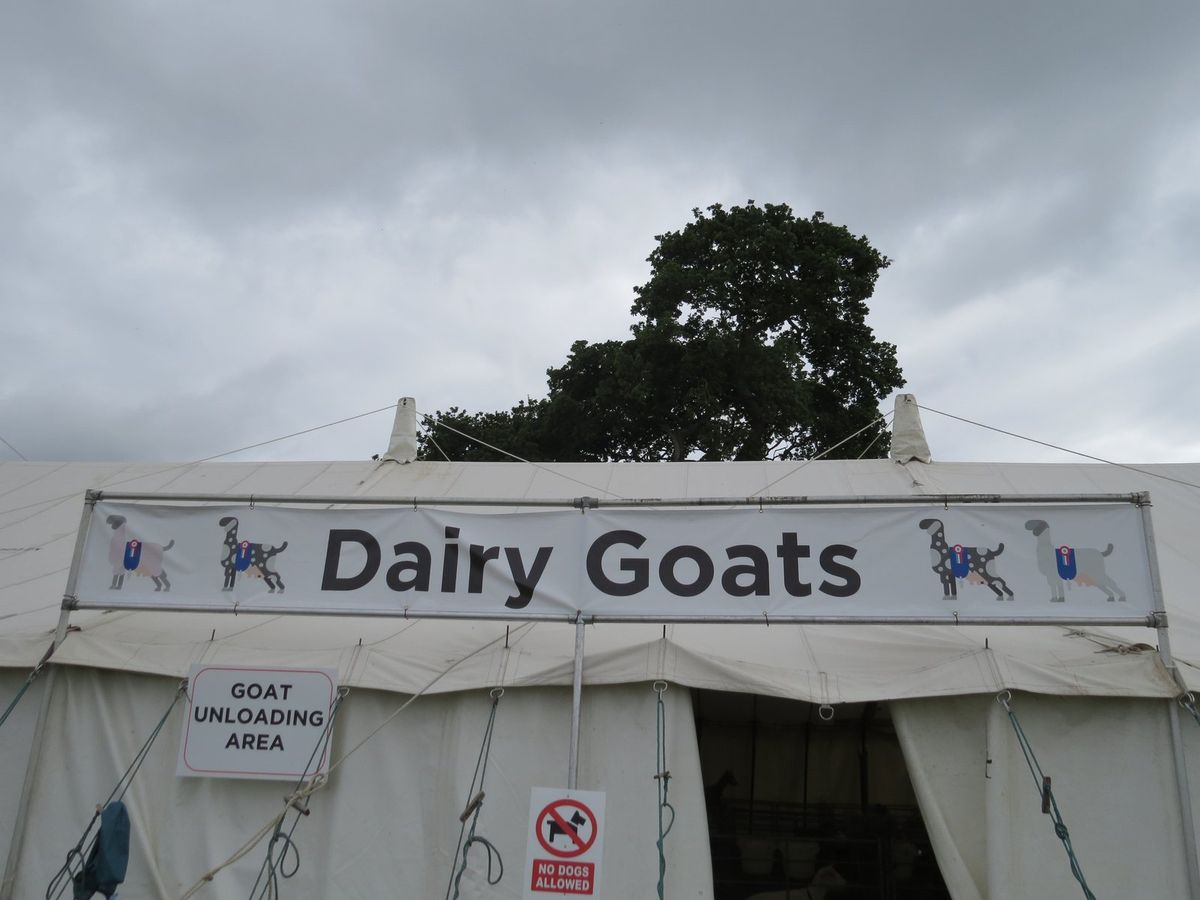 Dairy Goats
GOAT
UNLOADING
AREA
NO DOGS
ALLOWED